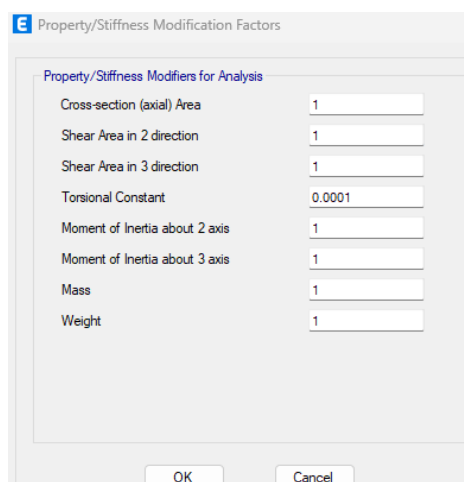 E Property/Stiffness Modification Factors
Property/Stiffness Modifiers for Analysis
Cross-section (axial) Area 1
Shear Area in 2 direction 1
Shear Area in 3 direction 1
Torsional Constant 0.0001
Moment of Inertia about 2 axis 1
Moment of Inertia about 3 axis 1
Mass 1
Weight 1
OK Cancel